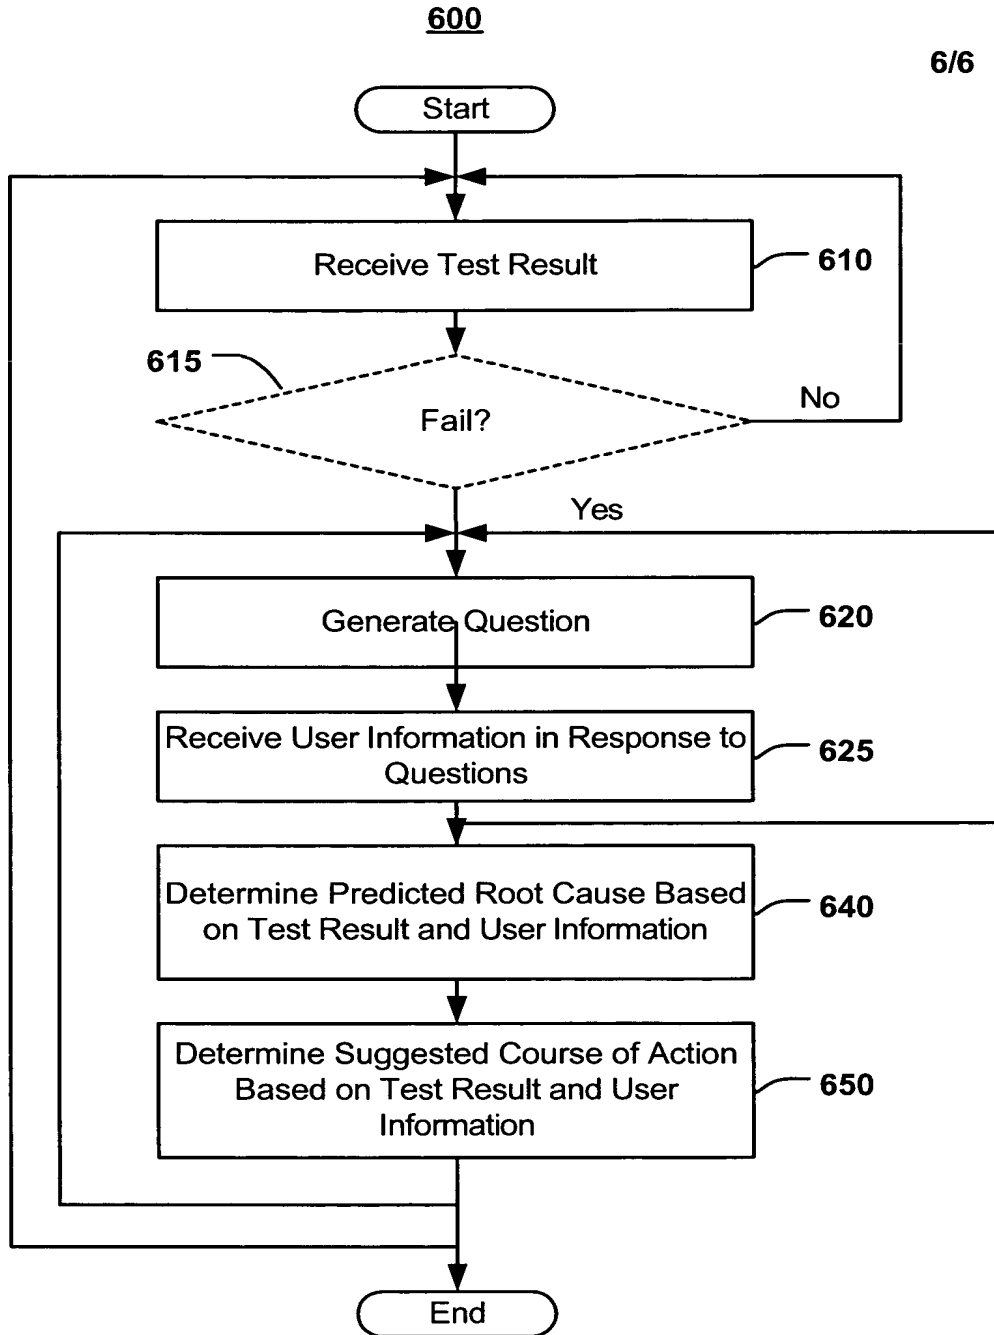 600
6/6
Start
Receive Test Result
610
615
Fail?
No
Yes
Generate Question
620
Receive User Information in Response to
Questions
625
Determine Predicted Root Cause Based
on Test Result and User Information
640
Determine Suggested Course of Action
Based on Test Result and User
Information
650
End